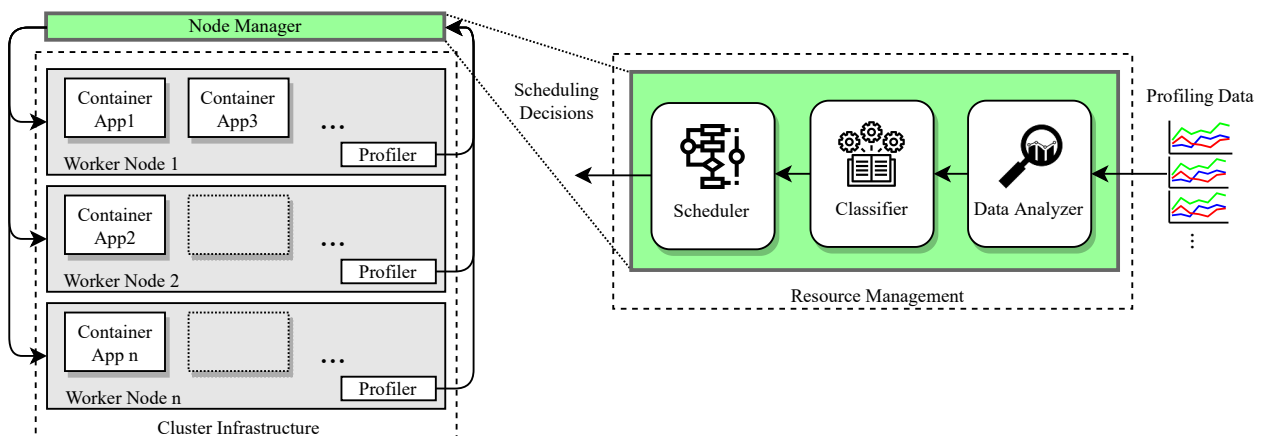 Node Manager
Container
App1
Container
App3
...
Profiler
Worker Node 1
Container
App2
...
Profiler
Worker Node 2
Container
App n
...
Profiler
Worker Node n
Cluster Infrastructure
Scheduling
Decisions
Scheduler
Classifier
Data Analyzer
Resource Management
Profiling Data